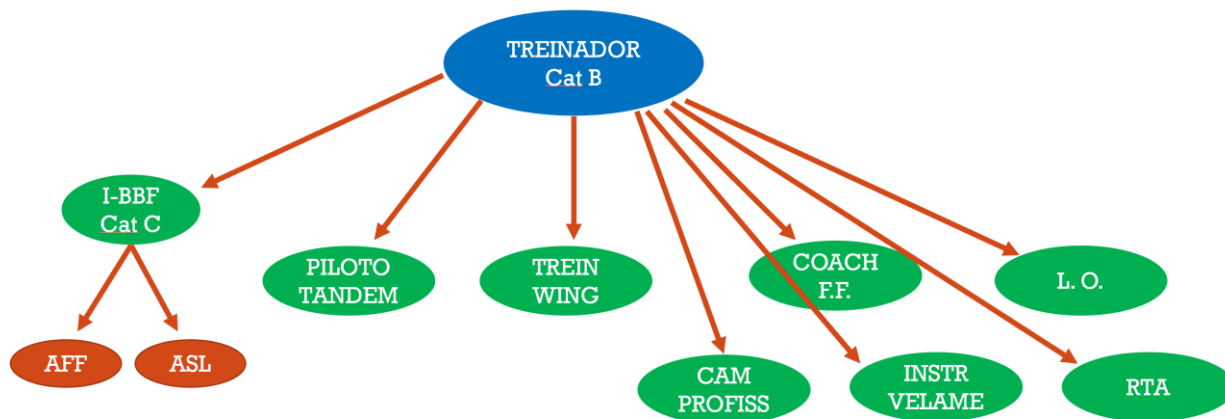 TREINADOR
Cat B
I-BBF
Cat C
PILOTO
TANDEM
TREIN
WING
COACH
F.F.
L. O.
AFF
ASL
CAM
PROFISS
INSTR
VELAME
RTA